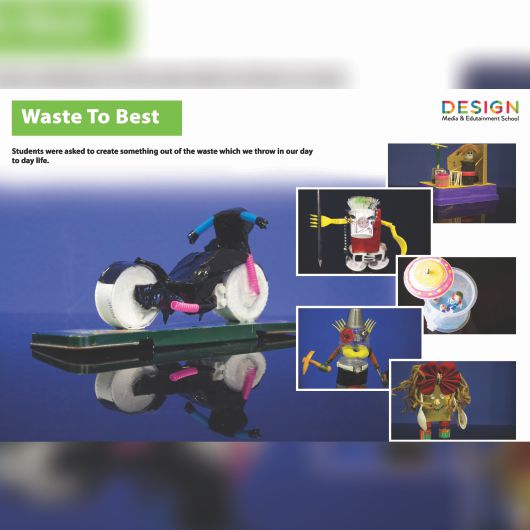 Waste To Best
DESIGN
Media & Edutainment School
Students were asked to create something out of the waste which we throw in our day
to day life.